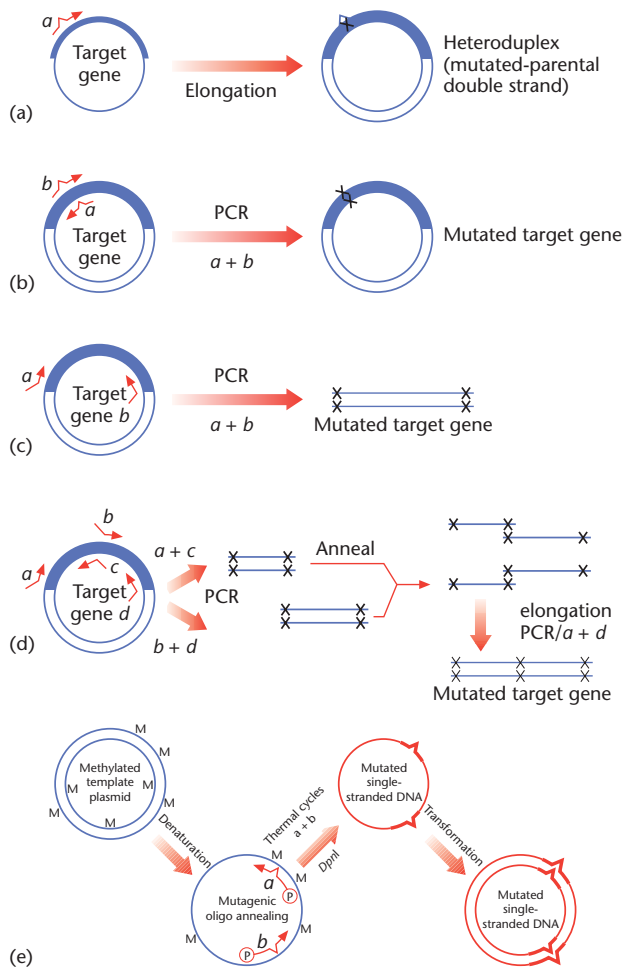 a
Target
gene
Elongation
Heteroduplex
(mutated-parental
double strand)
(a)
b
a
Target
gene
PCR
a + b
Mutated target gene
(b)
a
Target
gene b
PCR
a + b
Mutated target gene
(c)
b
a
c
Target
gene d
a + c
PCR
b + d
Anneal
elongation
PCR/a + d
Mutated target gene
(d)
M
M
M
Methylated
template
plasmid
M
M
M
M
M
Denaturation
M
M
a
P
Mutagenic
oligo annealing
M
M
P
b
Thermal cycles
a + b
DpnI
Mutated
single-
stranded DNA
Transformation
Mutated
single-
stranded DNA
(e)